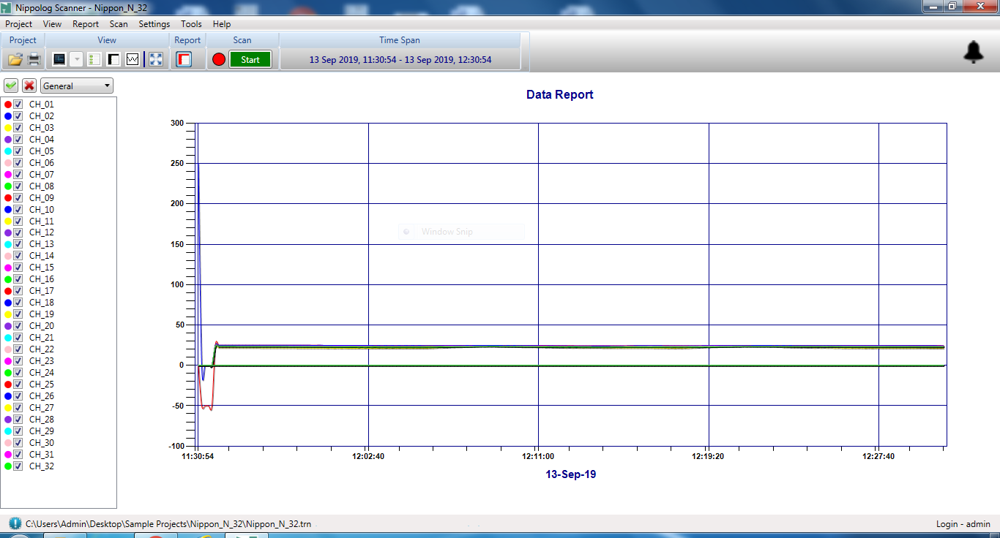 Nippolog Scanner - Nippon_N_32
Project View Report Scan Settings Tools Help
Project View Report Scan Time Span
Start 13 Sep 2019, 11:30:54 - 13 Sep 2019, 12:30:54
General
CH_01
CH_02
CH_03
CH_04
CH_05
CH_06
CH_07
CH_08
CH_09
CH_10
CH_11
CH_12
CH_13
CH_14
CH_15
CH_16
CH_17
CH_18
CH_19
CH_20
CH_21
CH_22
CH_23
CH_24
CH_25
CH_26
CH_27
CH_28
CH_29
CH_30
CH_31
CH_32
Data Report
300
250
200
150
100
50
0
-50
-100
Window Snip
11:30:54 12:02:40 12:11:00 12:19:20 12:27:40
13-Sep-19
C:\Users\Admin\Desktop\Sample Projects\Nippon_N_32\Nippon_N_32.trn
Login - admin